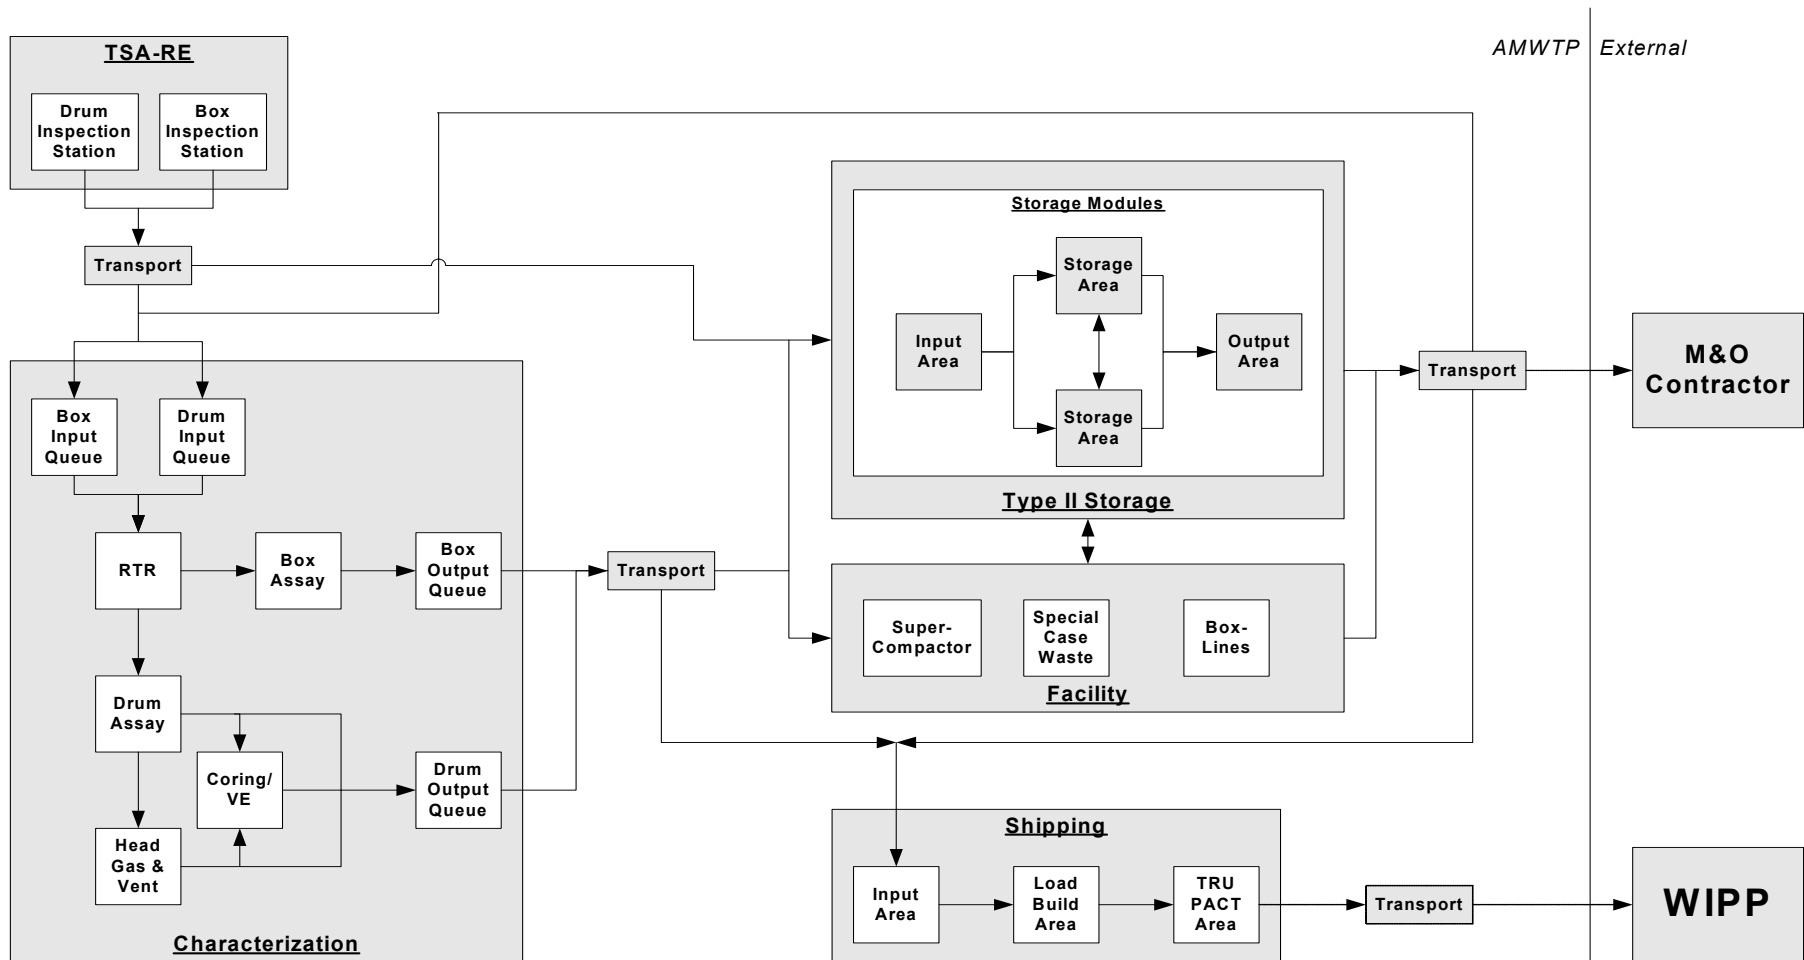 AMWTP
External
TSA-RE
Drum
Inspection
Station
Box
Inspection
Station
Transport
Storage Modules
Storage
Area
Input
Area
Output
Area
Storage
Area
Type II Storage
Transport
M&O
Contractor
Box
Input
Queue
Drum
Input
Queue
RTR
Box
Assay
Box
Output
Queue
Transport
Super-
Compactor
Special
Case
Waste
Box-
Lines
Facility
Drum
Assay
Coring/
VE
Drum
Output
Queue
Head
Gas &
Vent
Characterization
Shipping
Input
Area
Load
Build
Area
TRU
PACT
Area
Transport
WIPP